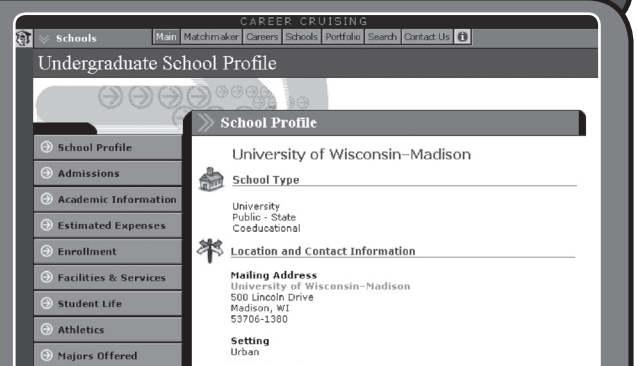 CAREER CRUISING
Schools
Main Matchmaker Careers Schools Portfolio Search Contact Us
Undergraduate School Profile
School Profile
Admissions
Academic Information
Estimated Expenses
Enrollment
Facilities & Services
Student Life
Athletics
Majors Offered
School Profile
University of Wisconsin–Madison
School Type
University
Public - State
Coeducational
Location and Contact Information
Mailing Address
University of Wisconsin–Madison
500 Lincoln Drive
Madison, WI
53706-1380
Setting
Urban